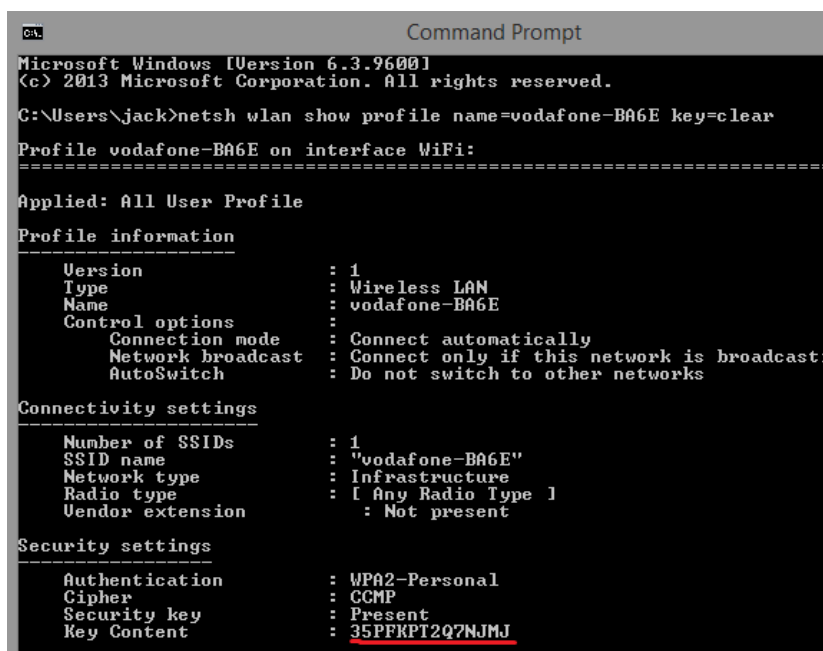 Command Prompt
Microsoft Windows [Version 6.3.9600]
(c) 2013 Microsoft Corporation. All rights reserved.
C:\Users\jack>netsh wlan show profile name=vodafone-BA6E key=clear
Profile vodafone-BA6E on interface WiFi:
=======================================================================
Applied: All User Profile
Profile information
-------------------
Version : 1
Type : Wireless LAN
Name : vodafone-BA6E
Control options :
Connection mode : Connect automatically
Network broadcast : Connect only if this network is broadcast
AutoSwitch : Do not switch to other networks
Connectivity settings
---------------------
Number of SSIDs : 1
SSID name : "vodafone-BA6E"
Network type : Infrastructure
Radio type : [ Any Radio Type ]
Vendor extension : Not present
Security settings
-----------------
Authentication : WPA2-Personal
Cipher : CCMP
Security key : Present
Key Content : 35PFKPT2Q7NJMJ